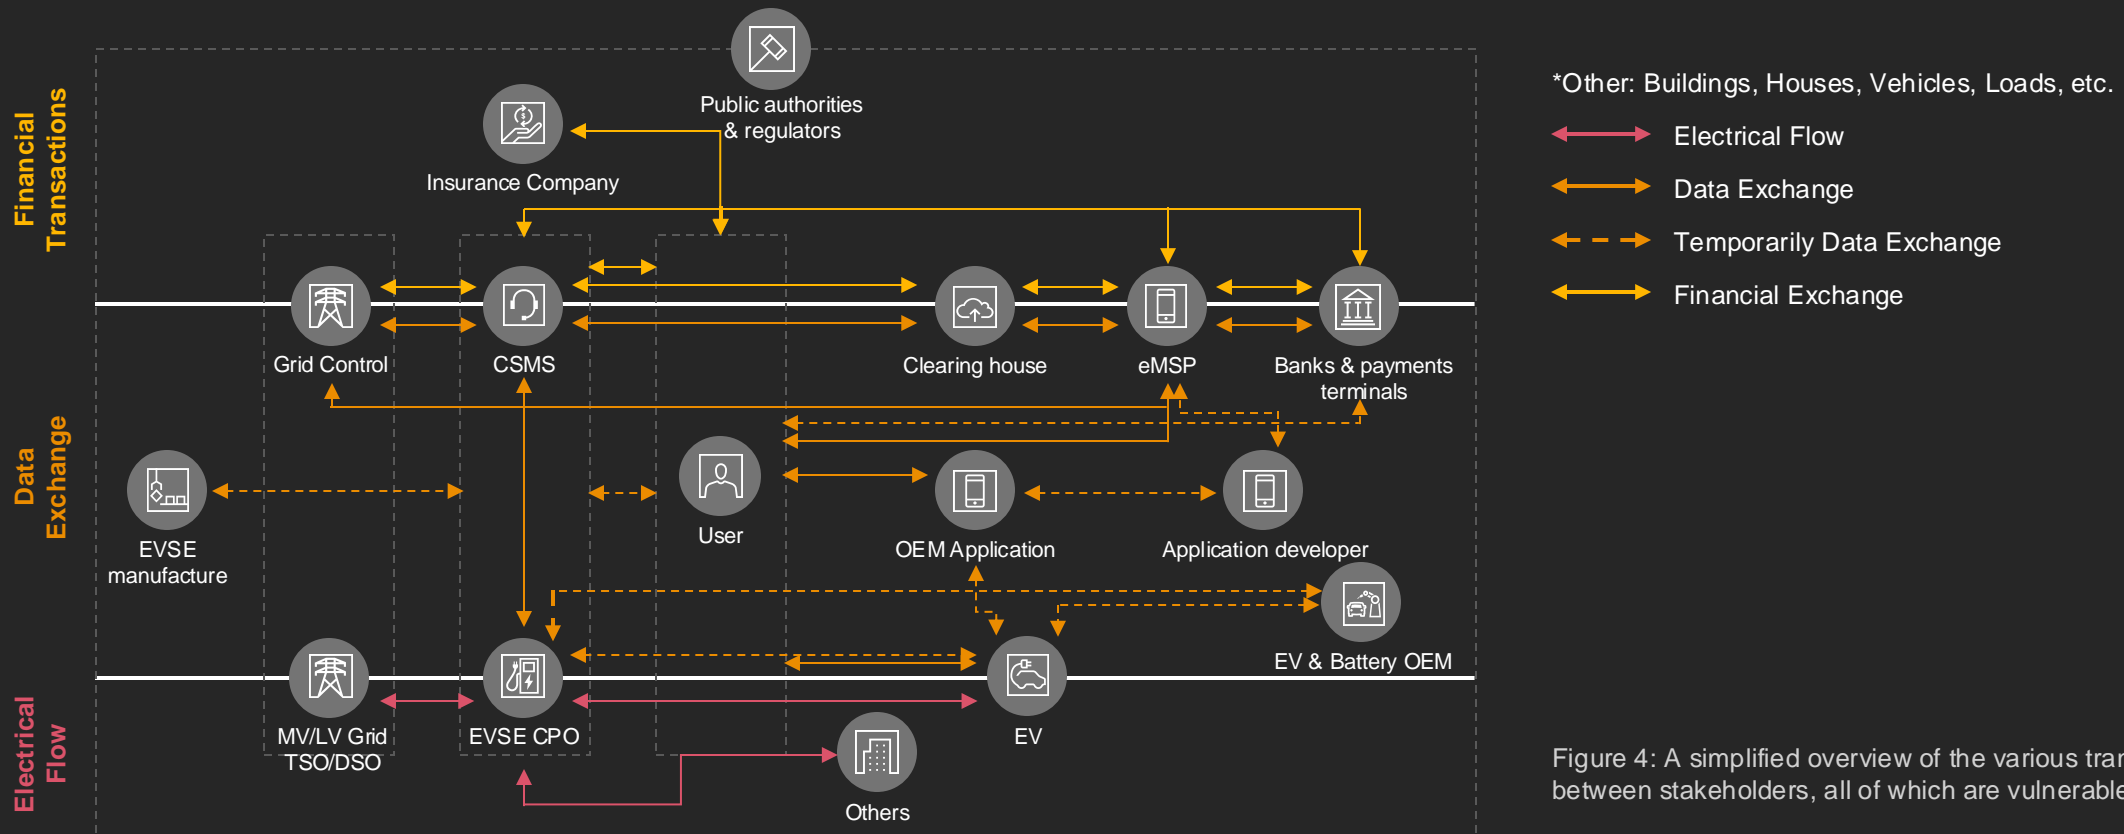 Financial
Transactions
Data
Exchange
Electrical
Flow
Public authorities
& regulators
Insurance Company
Grid Control
CSMS
Clearing house
eMSP
Banks & payments
terminals
EVSE
manufacture
User
OEM Application
Application developer
EV & Battery OEM
MV/LV Grid
TSO/DSO
EVSE CPO
EV
Others
*Other: Buildings, Houses, Vehicles, Loads, etc.
Electrical Flow
Data Exchange
Temporarily Data Exchange
Financial Exchange
Figure 4: A simplified overview of the various
between stakeholders, all of which are vulnerable